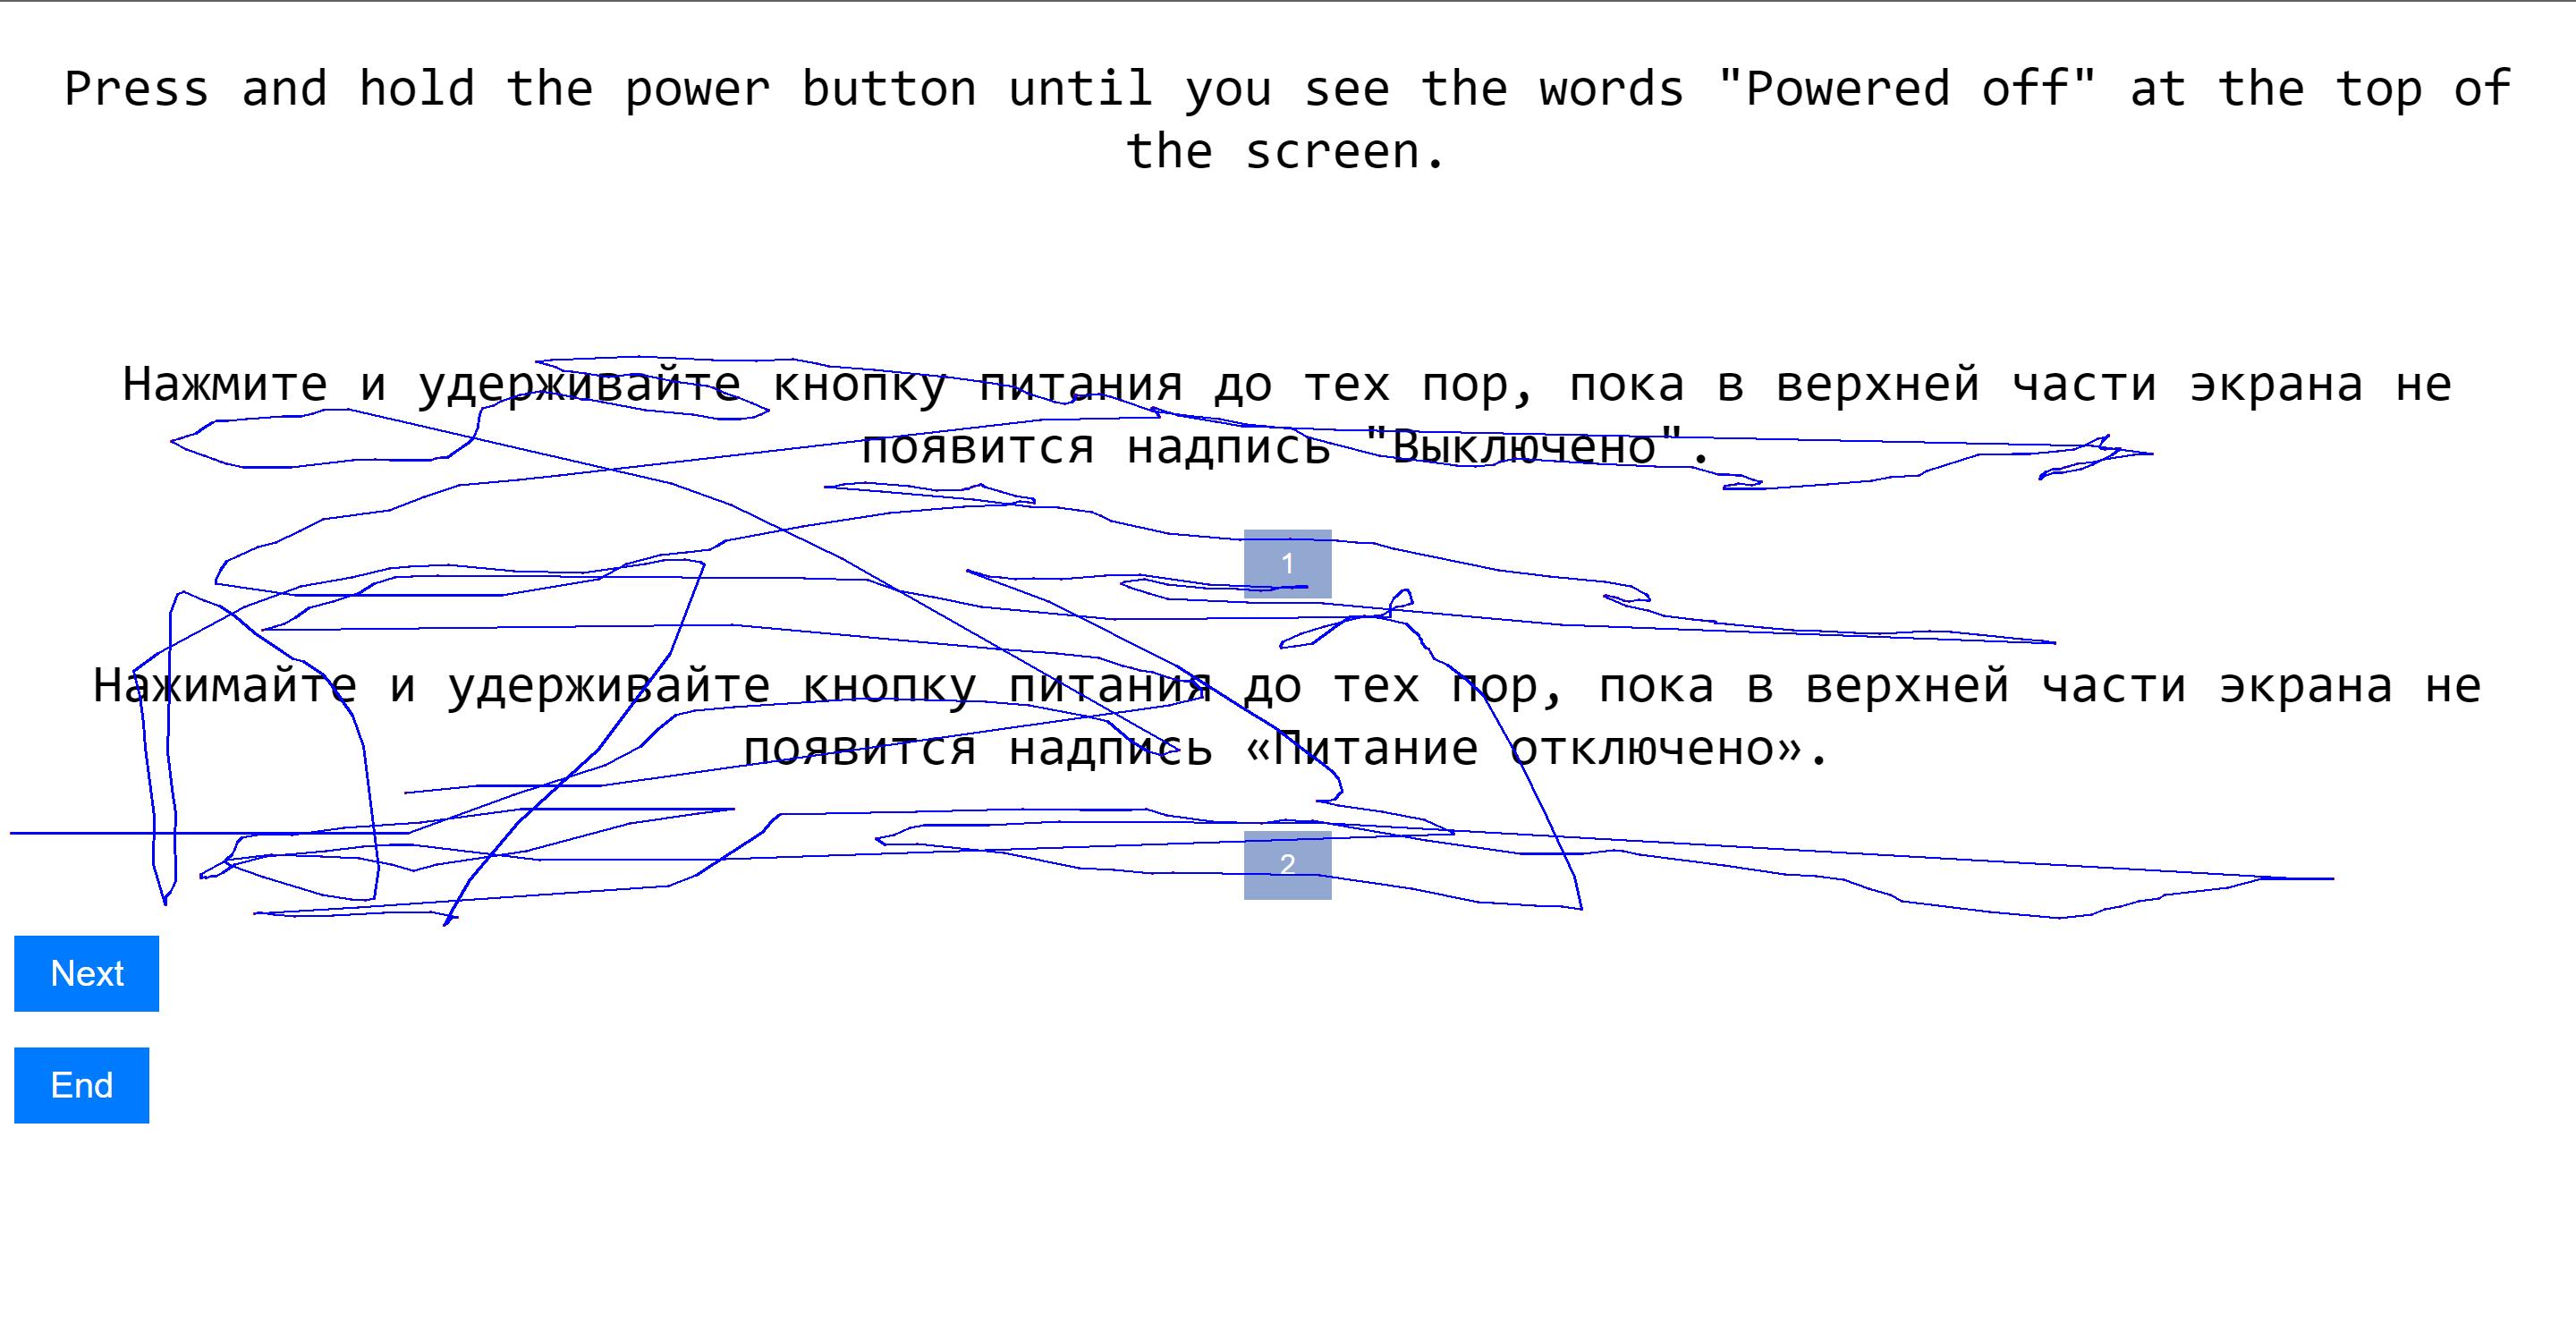 Press and hold the power button until you see the words "Powered off" at the top of
the screen.
Нажмите и удерживайте кнопку питания до тех пор, пока в верхней части экрана не
появится надпись "Выключено".
1
Нажимайте и удерживайте кнопку питания до тех пор, пока в верхней части экрана не
появится надпись «Питание отключено».
2
Next
End